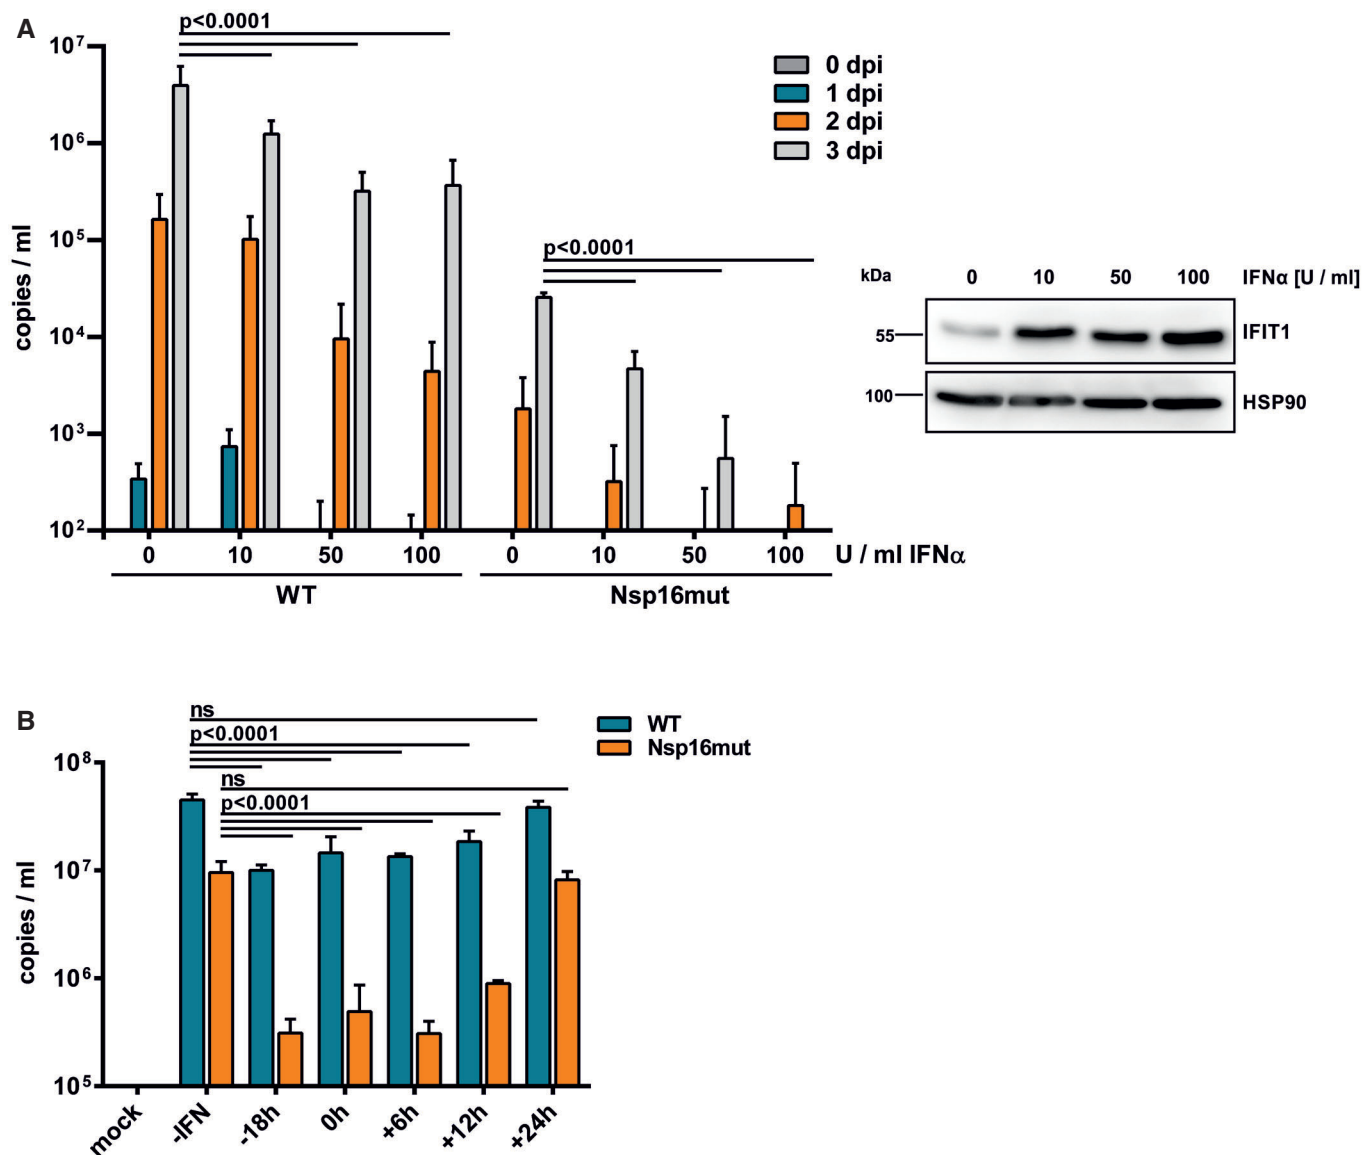 A
p<0.0001
10⁷
10⁶
10⁵
10⁴
10³
10²
copies / ml
0 dpi
1 dpi
2 dpi
3 dpi
p<0.0001
0 10 50 100 0 10 50 100 U / ml IFNα
WT Nsp16mut
kDa 0 10 50 100 IFNα [U / ml]
55 IFIT1
100 HSP90
B
ns
p<0.0001
ns
p<0.0001
WT
Nsp16mut
10⁸
10⁷
10⁶
10⁵
copies / ml
mock -IFN -18h 0h +6h +12h +24h